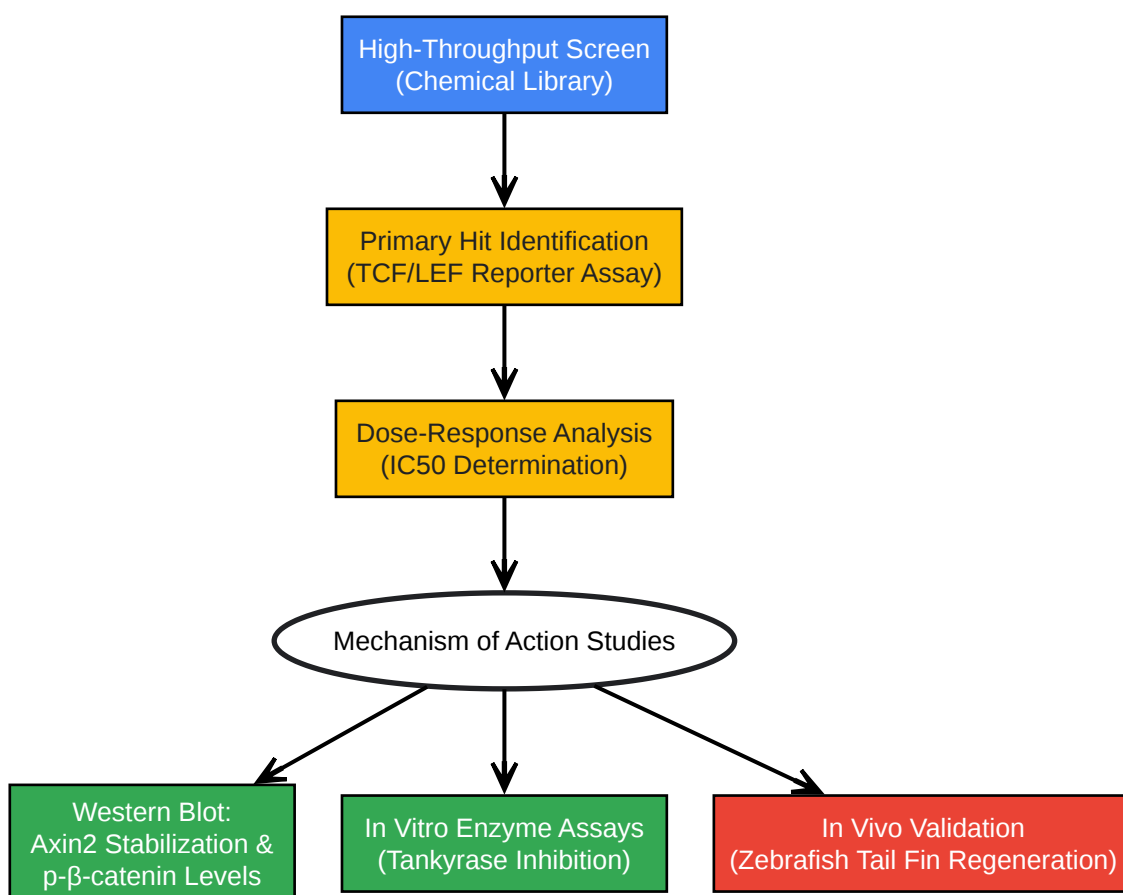 High-Throughput Screen
(Chemical Library)
Primary Hit Identification
(TCF/LEF Reporter Assay)
Dose-Response Analysis
(IC50 Determination)
Mechanism of Action Studies
Western Blot:
Axin2 Stabilization &
p-β-catenin Levels
In Vitro Enzyme Assays
(Tankyrase Inhibition)
In Vivo Validation
(Zebrafish Tail Fin Regeneration)